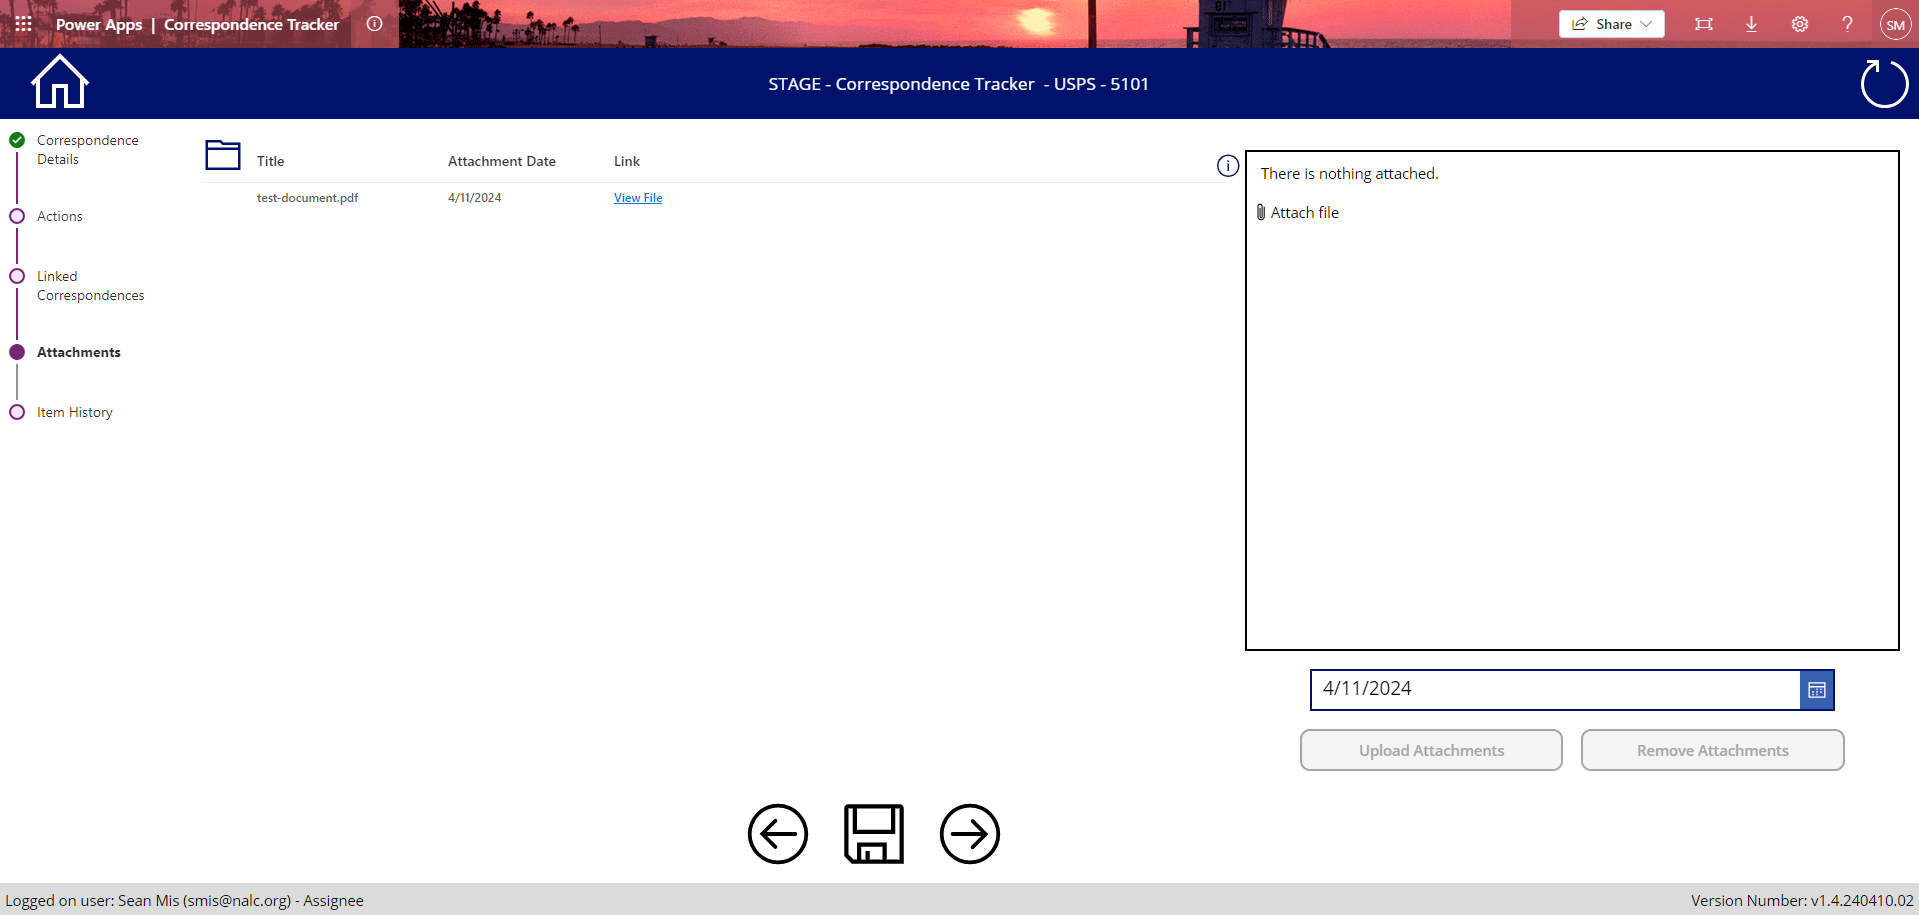 Power Apps | Correspondence Tracker
Share
?
SM
STAGE - Correspondence Tracker - USPS - 5101
Correspondence
Details
Actions
Linked
Correspondences
Attachments
Item History
Title Attachment Date Link
test-document.pdf 4/11/2024 View File
There is nothing attached.
Attach file
4/11/2024
Upload Attachments Remove Attachments
Logged on user: Sean Mis (smis@nalc.org) - Assignee
Version Number: v1.4.240410.02